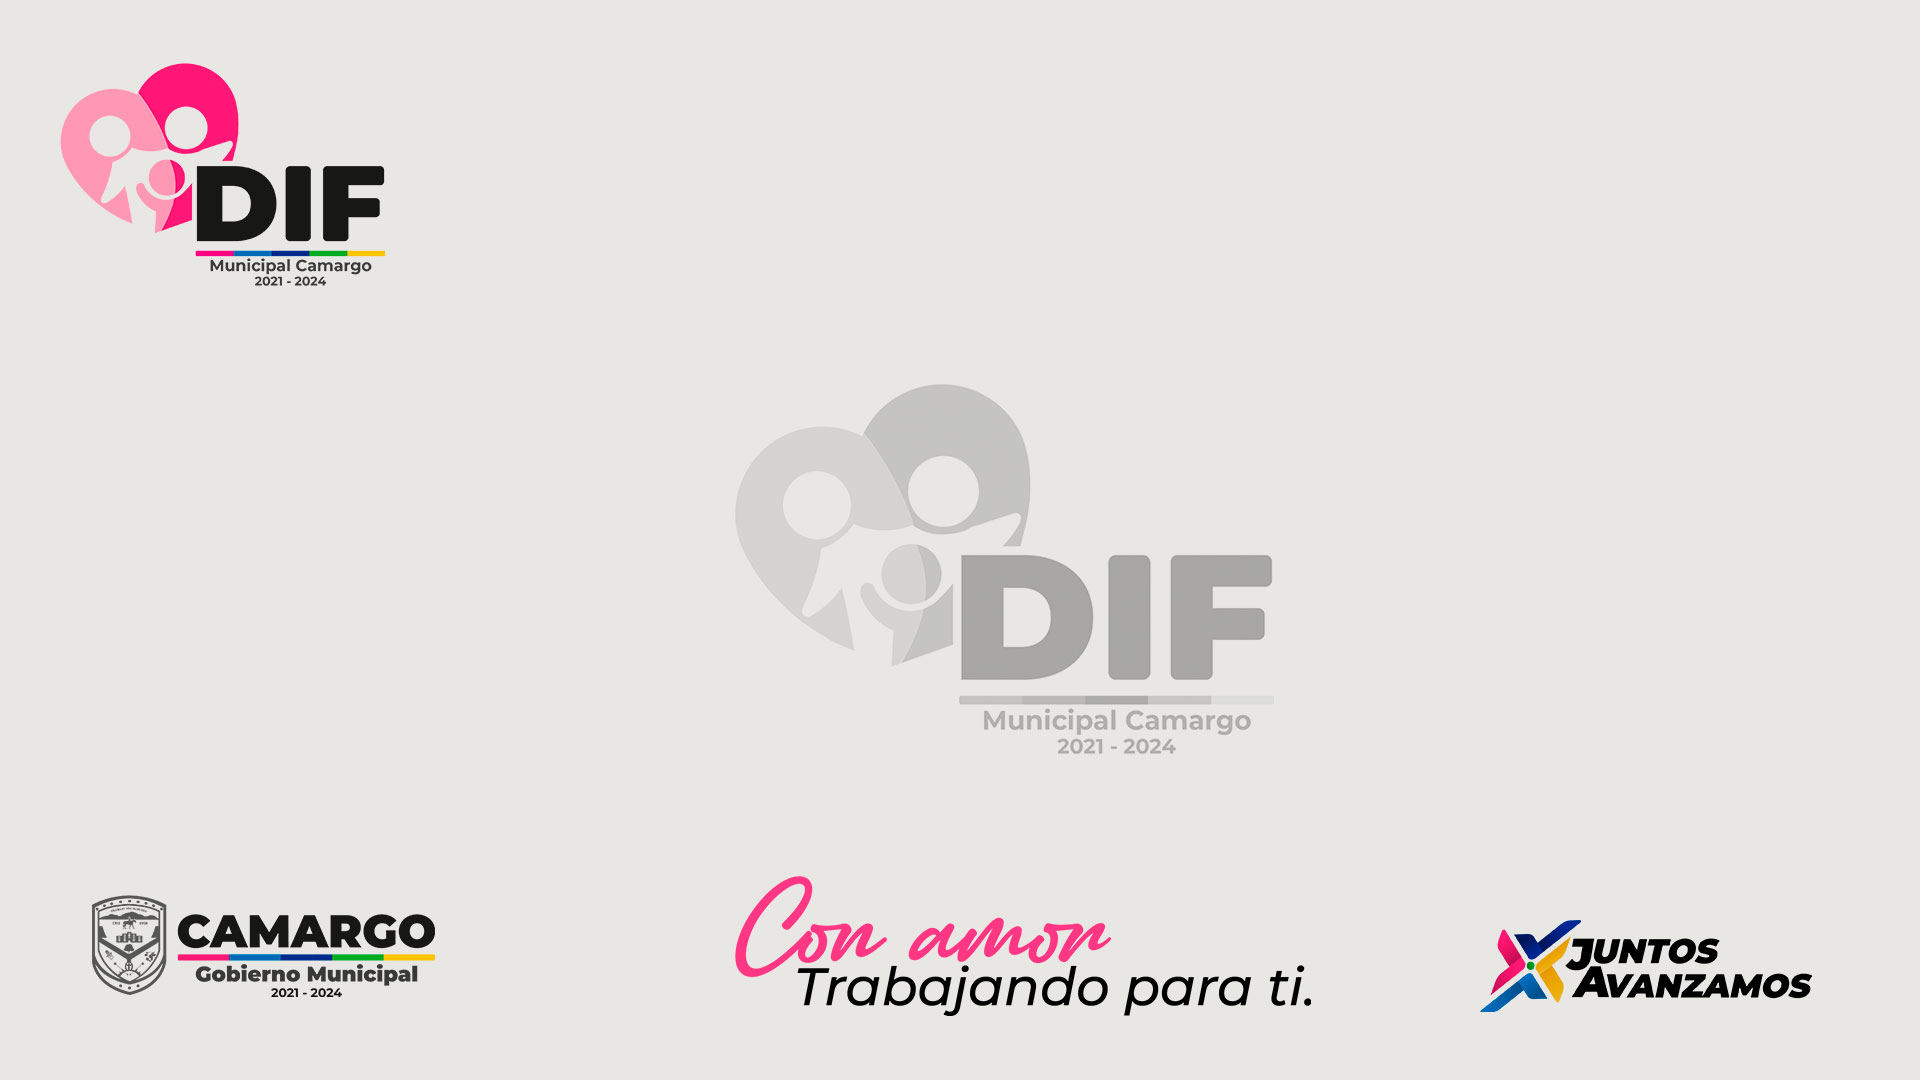 DIF
Municipal Camargo
2021 - 2024
DIF
Municipal Camargo
2021 - 2024
CAMARGO
Gobierno Municipal
2021 - 2024
Con amor
Trabajando para ti.
JUNTOS
AVANZAMOS